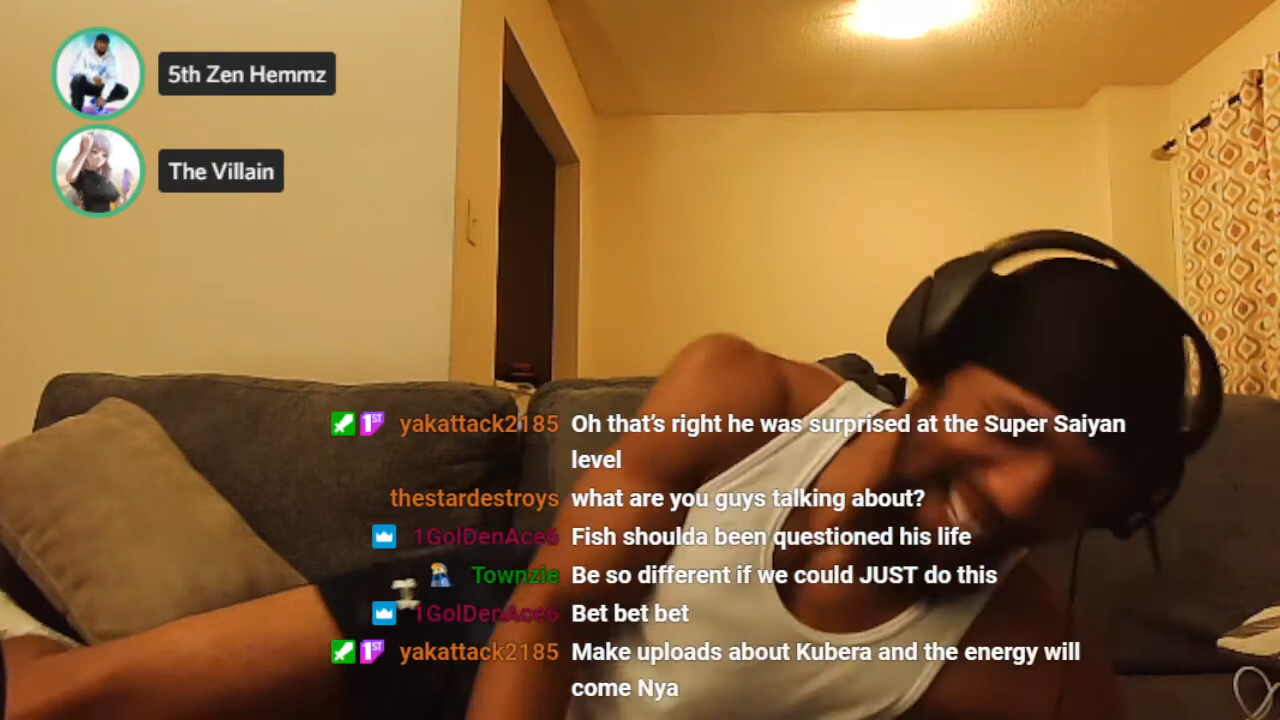 5th Zen Hemmz
The Villain
1ST yakattack2185 Oh that's right he was surprised at the Super Saiyan
level
thestardestroys what are you guys talking about?
1GolDenAce6 Fish shoulda been questioned his life
Townzie Be so different if we could JUST do this
1GolDenAce6 Bet bet bet
1ST yakattack2185 Make uploads about Kubera and the energy will
come Nya